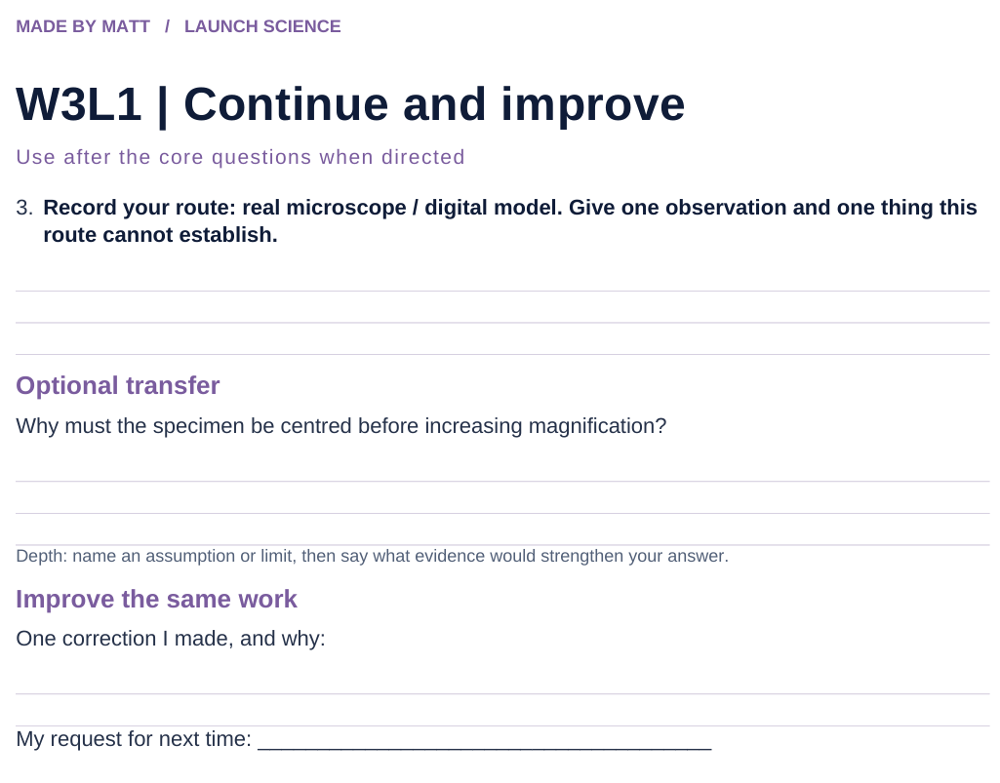 MADE BY MATT / LAUNCH SCIENCE
W3L1 | Continue and improve
Use after the core questions when directed
3. Record your route: real microscope / digital model. Give one observation and one thing this
route cannot establish.
Optional transfer
Why must the specimen be centred before increasing magnification?
Depth: name an assumption or limit, then say what evidence would strengthen your answer.
Improve the same work
One correction I made, and why:
My request for next time: ______________________________________